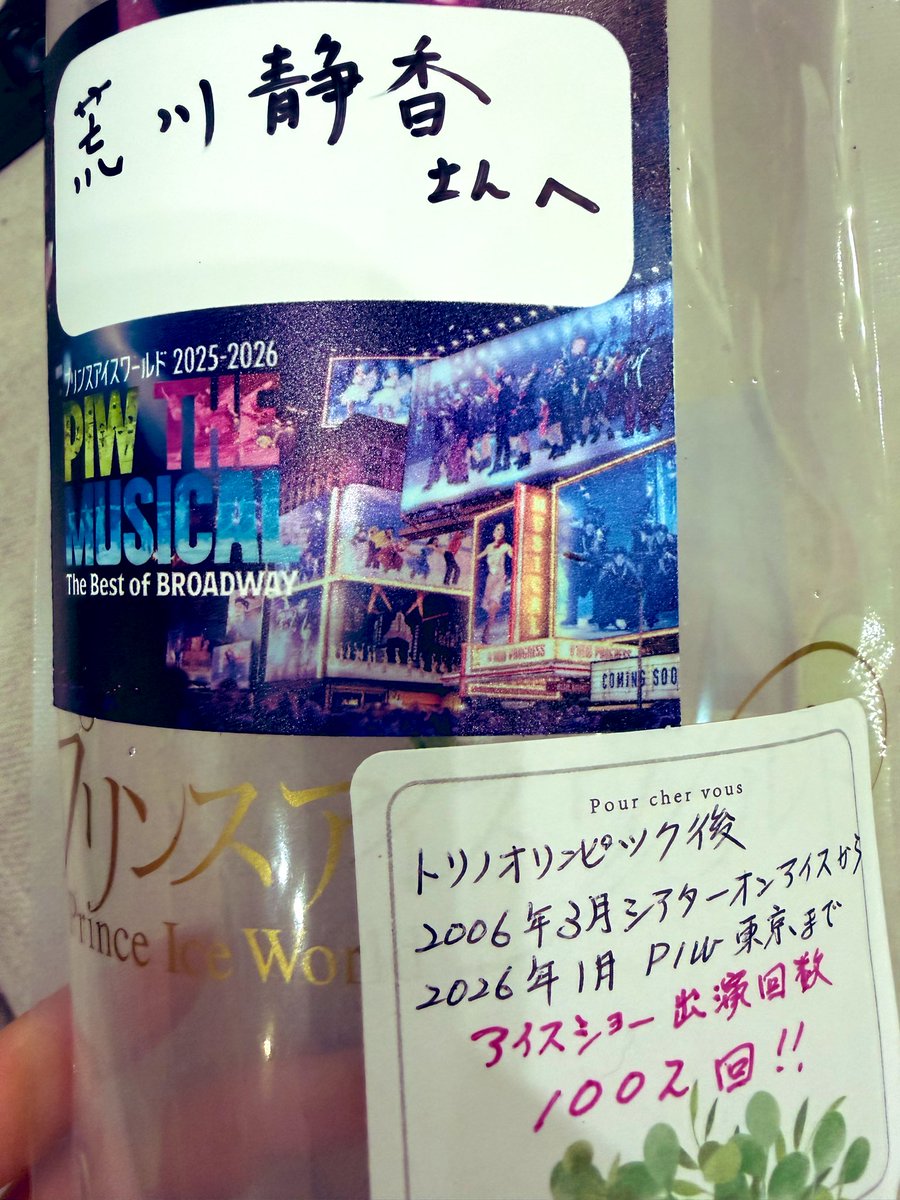 荒川静香
さんへ
プリンスアイスワールド 2025-2026
PIW THE
MUSICAL
The Best of BROADWAY
MUSICAL
COMING SOO
プリンスア
Prince Ice Wor
Pour cher vous
トリノオリンピック後
2006年3月シアターオンアイスから
2026年1月 PIW東京まで
アイスショー出演回数
1002回!!